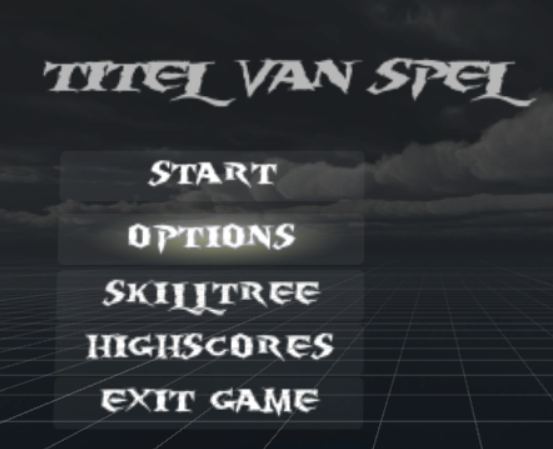 TITEL VAN SPEL
START
OPTIONS
SKILLTREE
HIGHSCORES
EXIT GAME